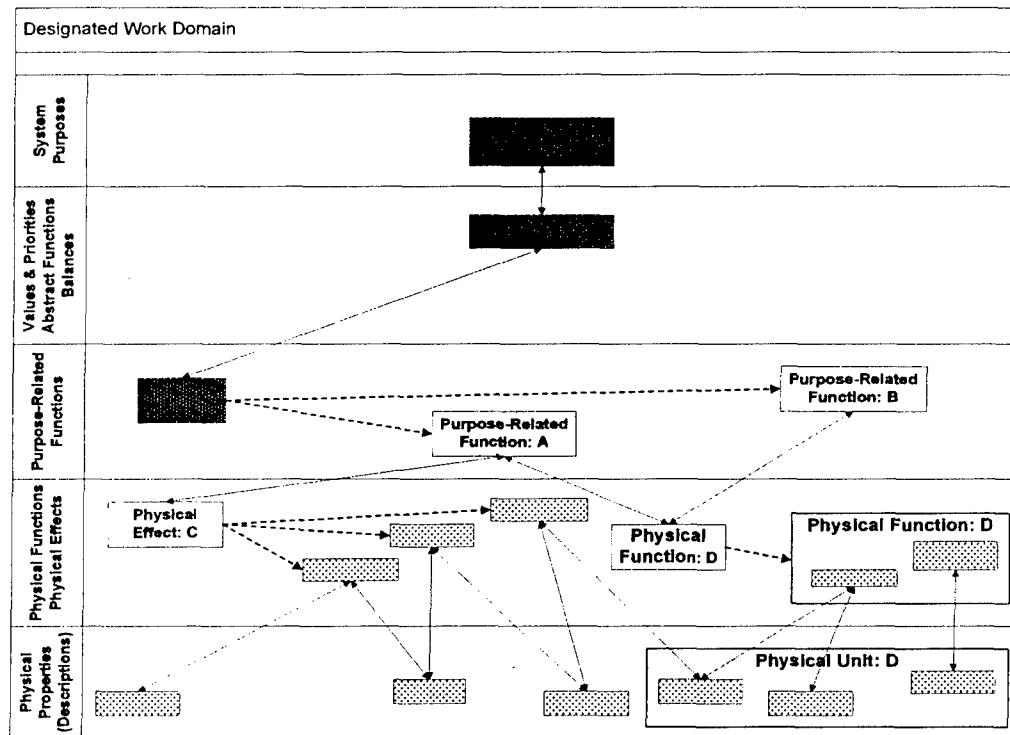 Designated Work Domain
System
Purposes
Values & Priorities
Abstract Functions
Balances
Purpose-Related
Functions
Purpose-Related
Function: B
Purpose-Related
Function: A
Physical Functions
Physical Effects
Physical
Effect: C
Physical
Function: D
Physical Function: D
Physical
Properties
(Descriptions)
Physical Unit: D